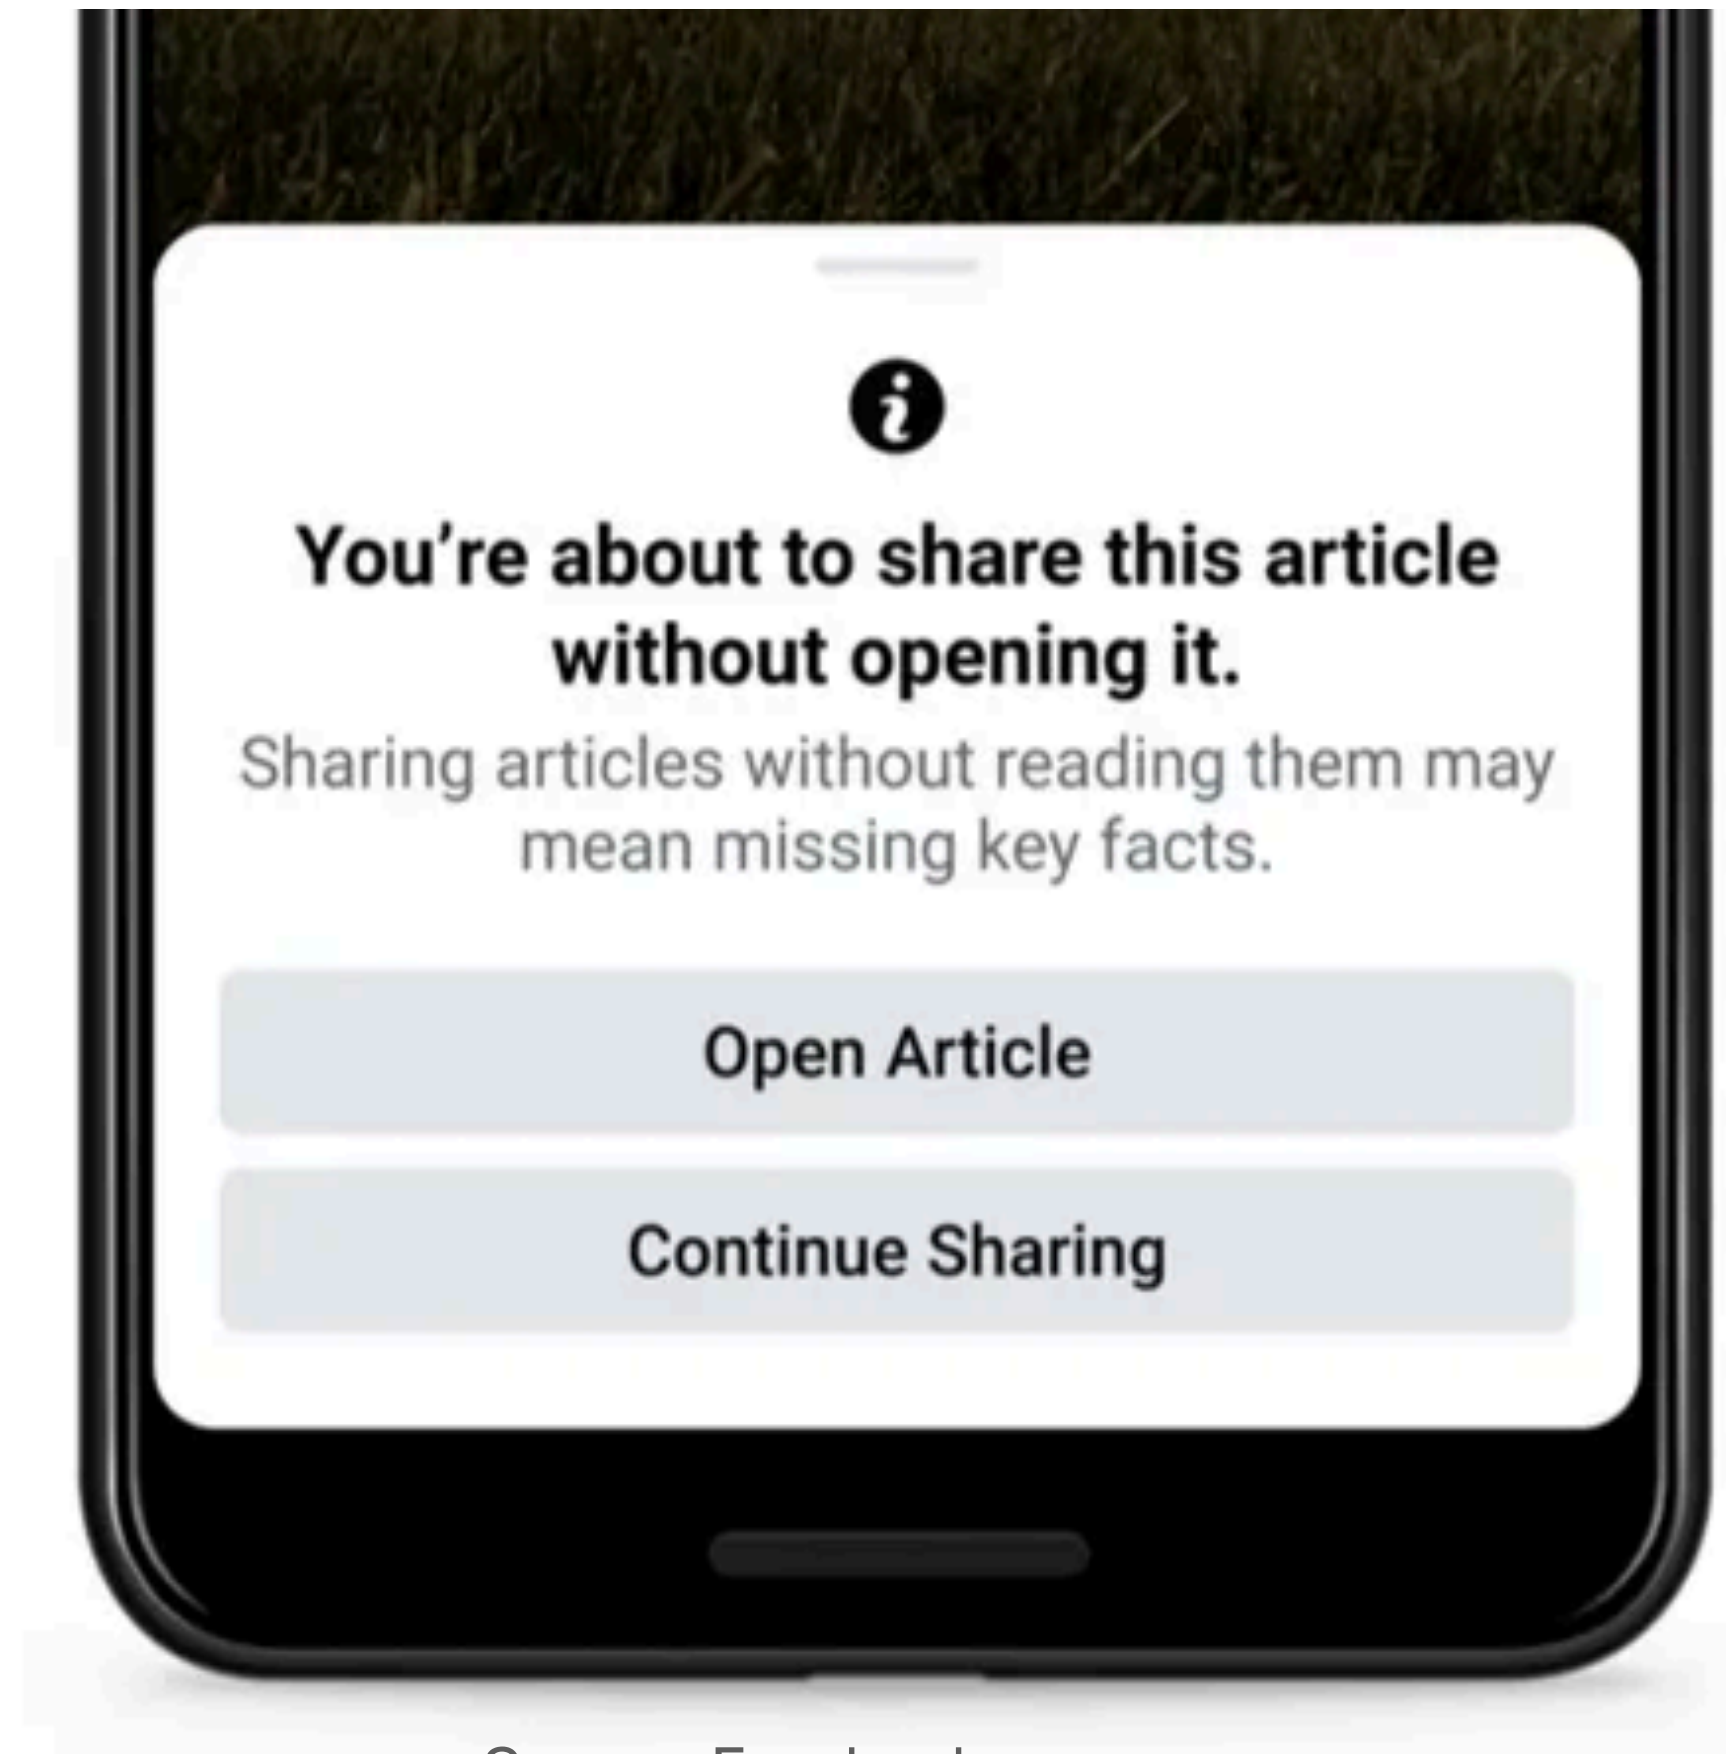 You’re about to share this article
without opening it.
Sharing articles without reading them may
mean missing key facts.
Open Article
Continue Sharing